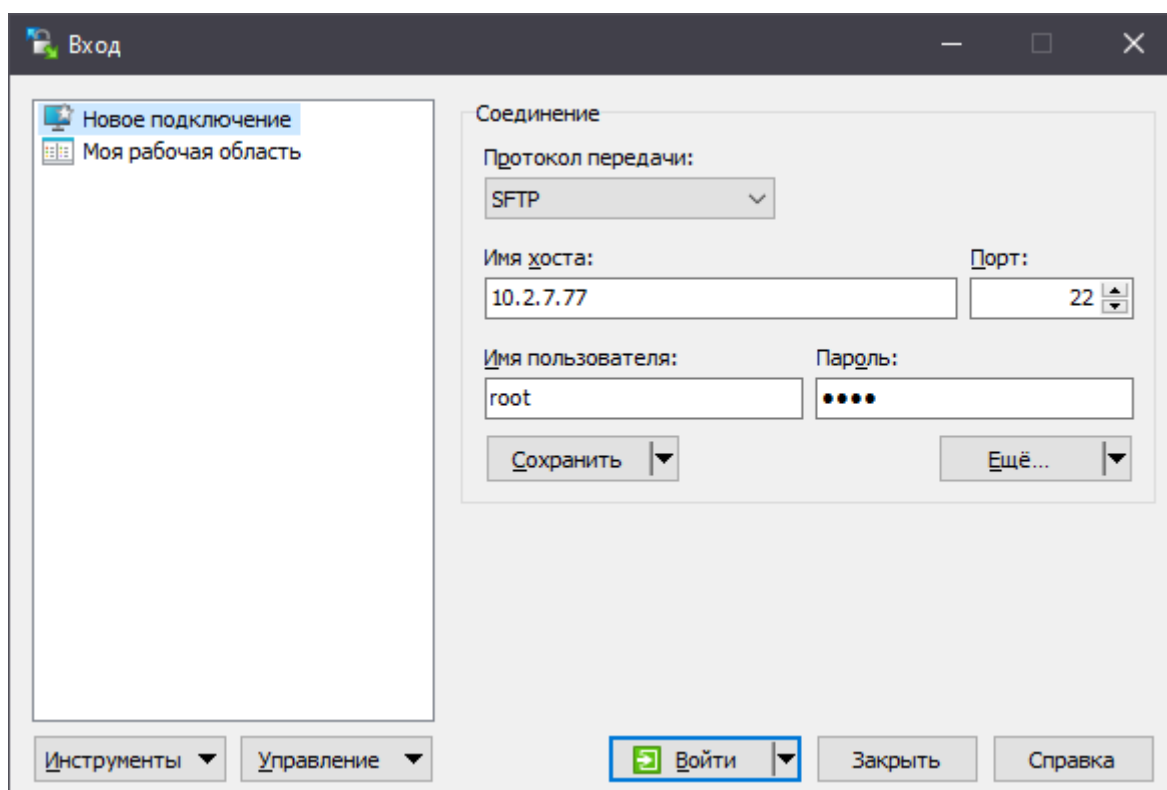 Вход
Новое подключение
Моя рабочая область
Соединение
Протокол передачи:
SFTP
Имя хоста:
Порт:
10.2.7.77
22
Имя пользователя:
Пароль:
root
••••
Сохранить
Ещё...
Инструменты
Управление
Войти
Закрыть
Справка